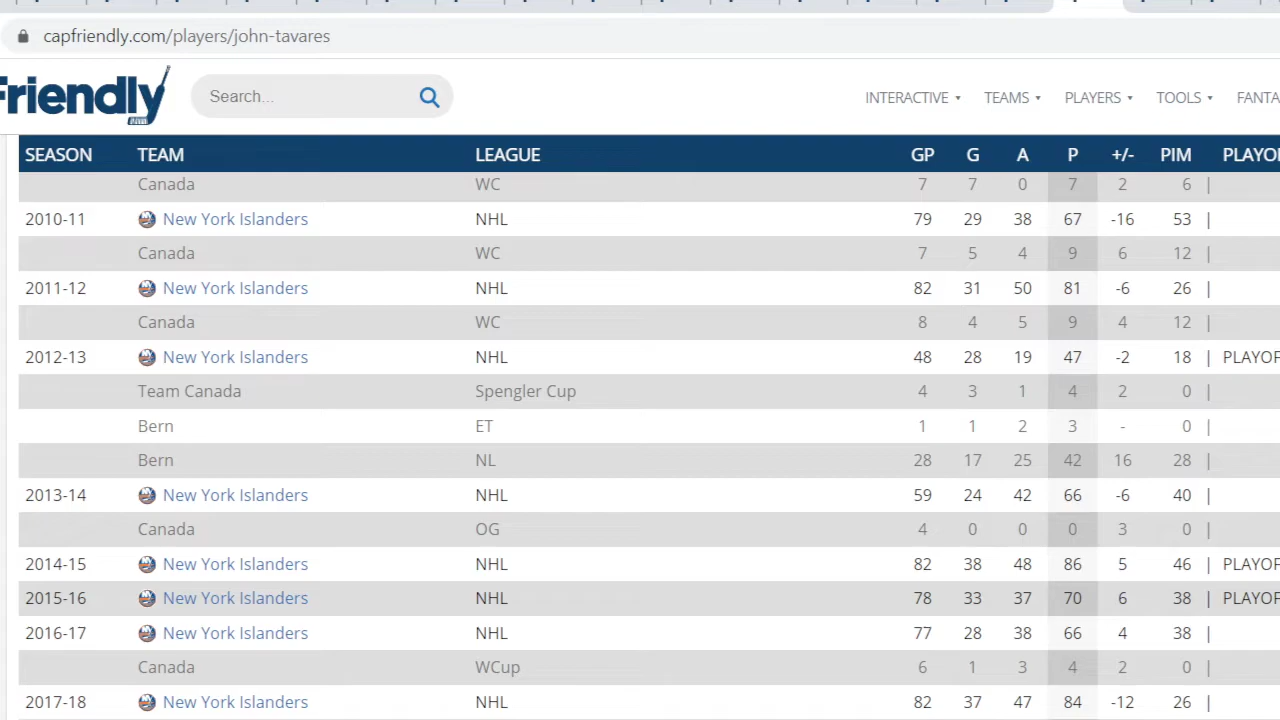 capfriendly.com/players/john-tavares
Friendly Search... INTERACTIVE TEAMS PLAYERS TOOLS
SEASON TEAM LEAGUE GP G A P +/- PIM
Canada WC 7 7 0 7 2 6 |
2010-11 New York Islanders NHL 79 29 38 67 -16 53 |
Canada WC 7 5 4 9 6 12 |
2011-12 New York Islanders NHL 82 31 50 81 -6 26 |
Canada WC 8 4 5 9 4 12 |
2012-13 New York Islanders NHL 48 28 19 47 -2 18 | PLAYOF
Team Canada Spengler Cup 4 3 1 4 2 0 |
Bern ET 1 1 2 3 - 0 |
Bern NL 28 17 25 42 16 28 |
2013-14 New York Islanders NHL 59 24 42 66 -6 40 |
Canada OG 4 0 0 0 3 0 |
2014-15 New York Islanders NHL 82 38 48 86 5 46 | PLAYOF
2015-16 New York Islanders NHL 78 33 37 70 6 38 | PLAYOF
2016-17 New York Islanders NHL 77 28 38 66 4 38 |
Canada WCup 6 1 3 4 2 0 |
2017-18 New York Islanders NHL 82 37 47 84 -12 26 |